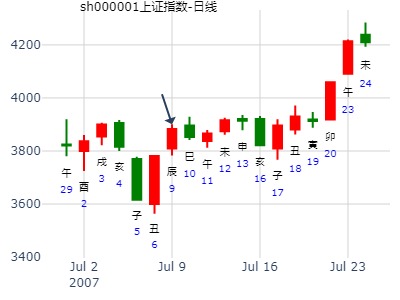 sh000001上证指数-日线
4200
4000
3800
3600
3400
午
29
酉
2
戌
3
亥
4
子
5
丑
6
辰
9
巳
10
午
11
未
12
申
13
亥
16
子
17
丑
18
寅
19
卯
20
午
23
未
24
Jul 2
2007
Jul 9
Jul 16
Jul 23